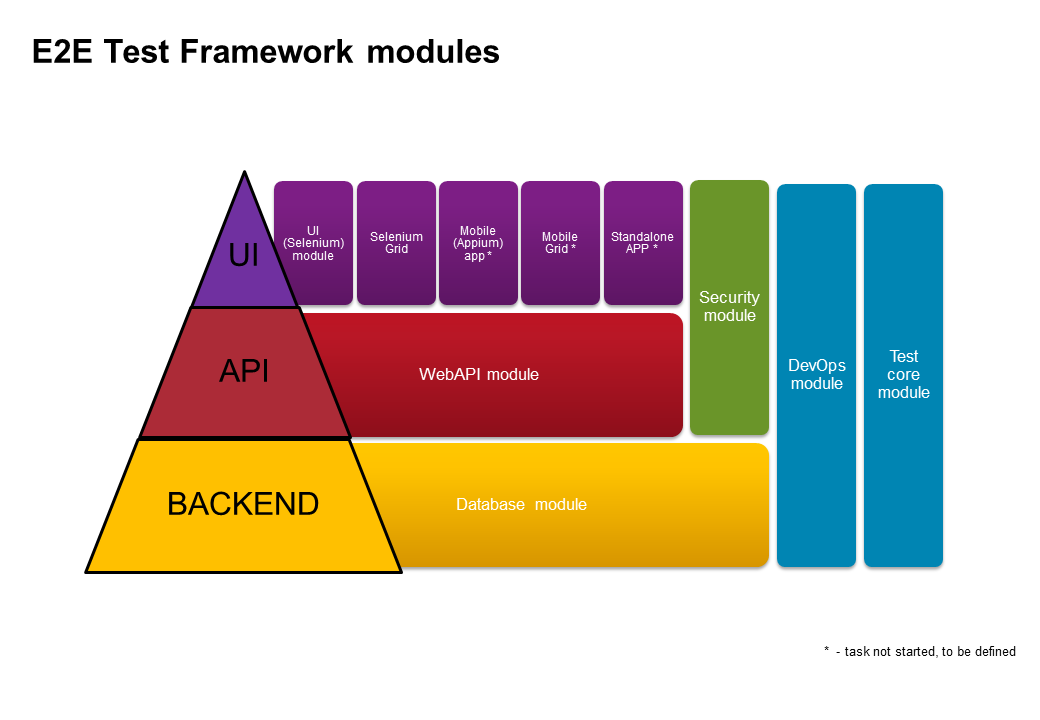 E2E Test Framework modules
UI
UI
(Selenium)
module
Selenium
Grid
Mobile
(Appium)
app *
Mobile
Grid *
Standalone
APP *
Security
module
DevOps
module
Test
core
module
API
WebAPI module
BACKEND
Database module
* - task not started, to be defined